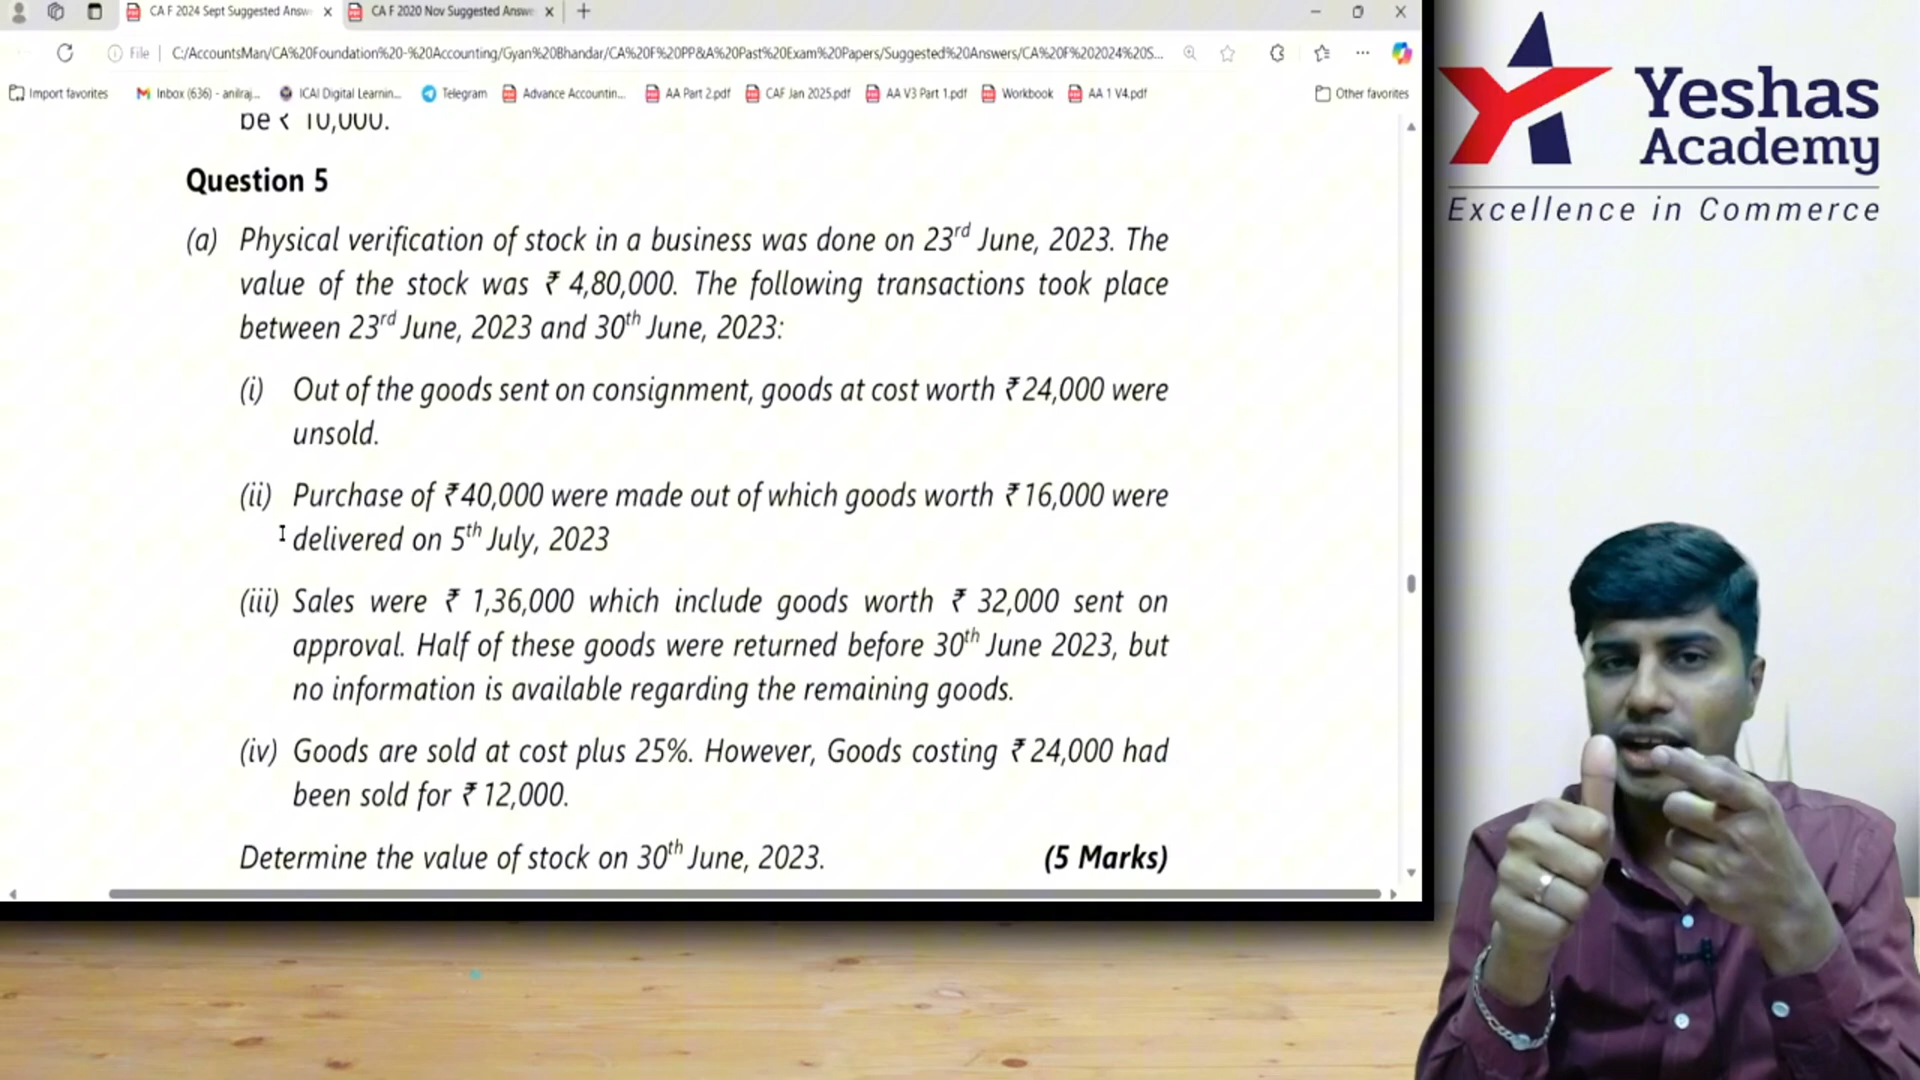 CA F 2024 Sept Suggested Answ
CA F 2020 Nov Suggested Answe
File
C:/AccountsMan/CA%20Foundation%20-%20Accounting/Gyan%20Bhandar/CA%20F%20PP&A%20Past%20Exam%20Papers/Suggested%20Answers/CA%20F%202024%20S...
Import favorites
Inbox (636) - anilraj...
ICAI Digital Learnin...
Telegram
Advance Accountin...
AA Part 2.pdf
CAF Jan 2025.pdf
AA V3 Part 1.pdf
Workbook
AA 1 V4.pdf
Other favorites
be ₹ 10,000.
Question 5
(a) Physical verification of stock in a business was done on 23rd June, 2023. The
value of the stock was ₹ 4,80,000. The following transactions took place
between 23rd June, 2023 and 30th June, 2023:
(i) Out of the goods sent on consignment, goods at cost worth ₹ 24,000 were
unsold.
(ii) Purchase of ₹ 40,000 were made out of which goods worth ₹ 16,000 were
delivered on 5th July, 2023
(iii) Sales were ₹ 1,36,000 which include goods worth ₹ 32,000 sent on
approval. Half of these goods were returned before 30th June 2023, but
no information is available regarding the remaining goods.
(iv) Goods are sold at cost plus 25%. However, Goods costing ₹ 24,000 had
been sold for ₹ 12,000.
Determine the value of stock on 30th June, 2023. (5 Marks)
Yeshas
Academy
Excellence in Commerce